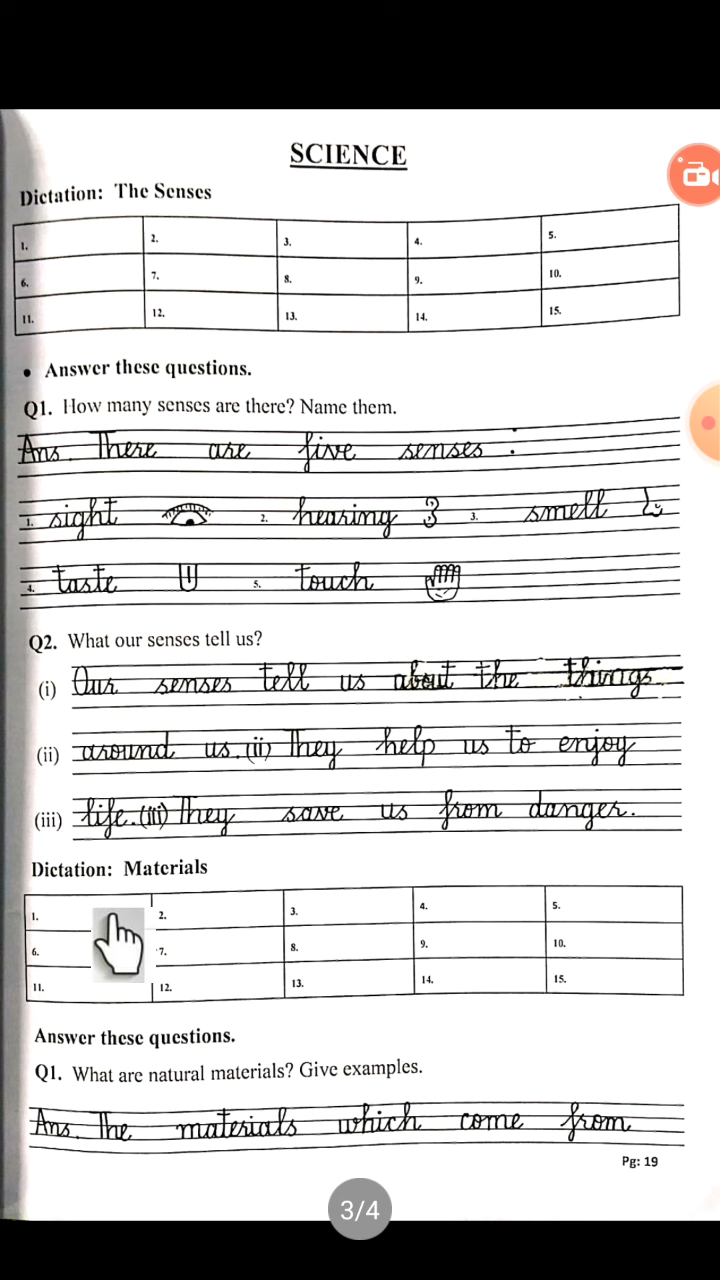 SCIENCE
Dictation: The Senses
1. 2. 3. 4. 5.
6. 7. 8. 9. 10.
11. 12. 13. 14. 15.
• Answer these questions.
Q1. How many senses are there? Name them.
Ans. There are five senses :
1. sight 2. hearing 3. smell
4. taste 5. touch
Q2. What our senses tell us?
(i) Our senses tell us about the things
(ii) around us. (ii) They help us to enjoy
(iii) life. (iii) They save us from danger.
Dictation: Materials
1. 2. 3. 4. 5.
6. 7. 8. 9. 10.
11. 12. 13. 14. 15.
Answer these questions.
Q1. What are natural materials? Give examples.
Ans. The materials which come from
Pg: 19
3/4